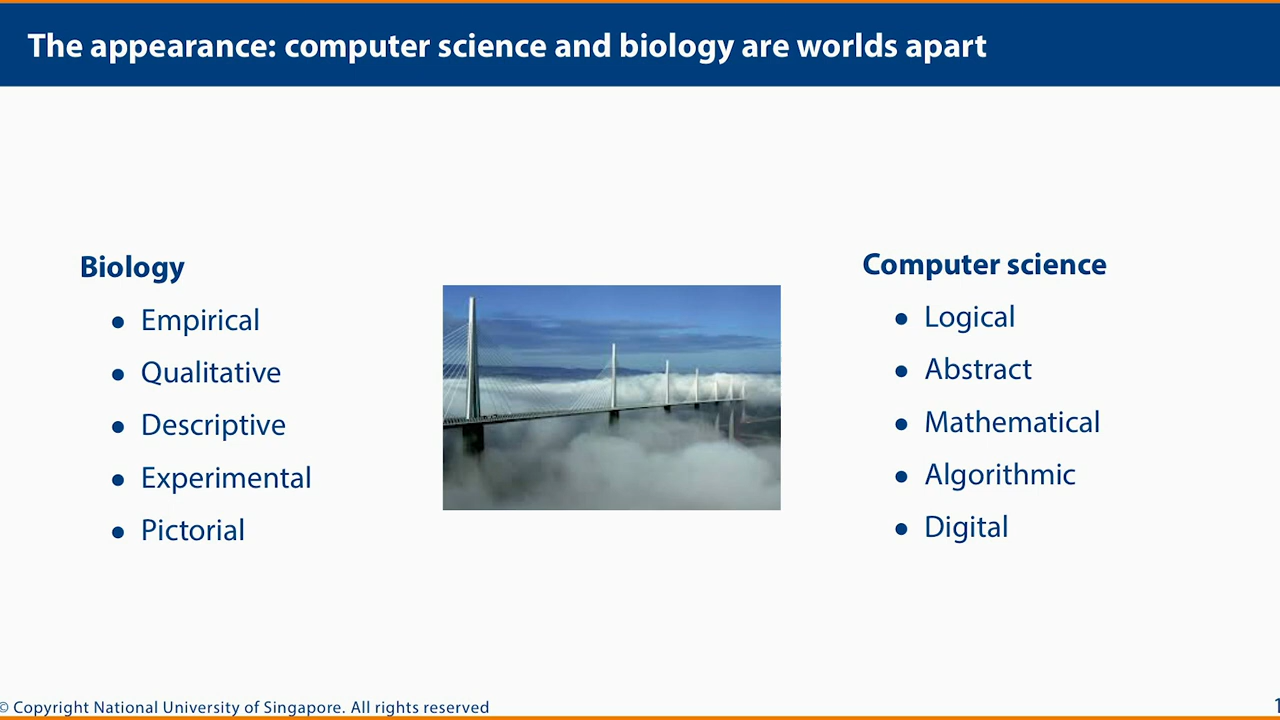 The appearance: computer science and biology are worlds apart
Biology
● Empirical
● Qualitative
● Descriptive
● Experimental
● Pictorial
Computer science
● Logical
● Abstract
● Mathematical
● Algorithmic
● Digital
© Copyright National University of Singapore. All rights reserved
1